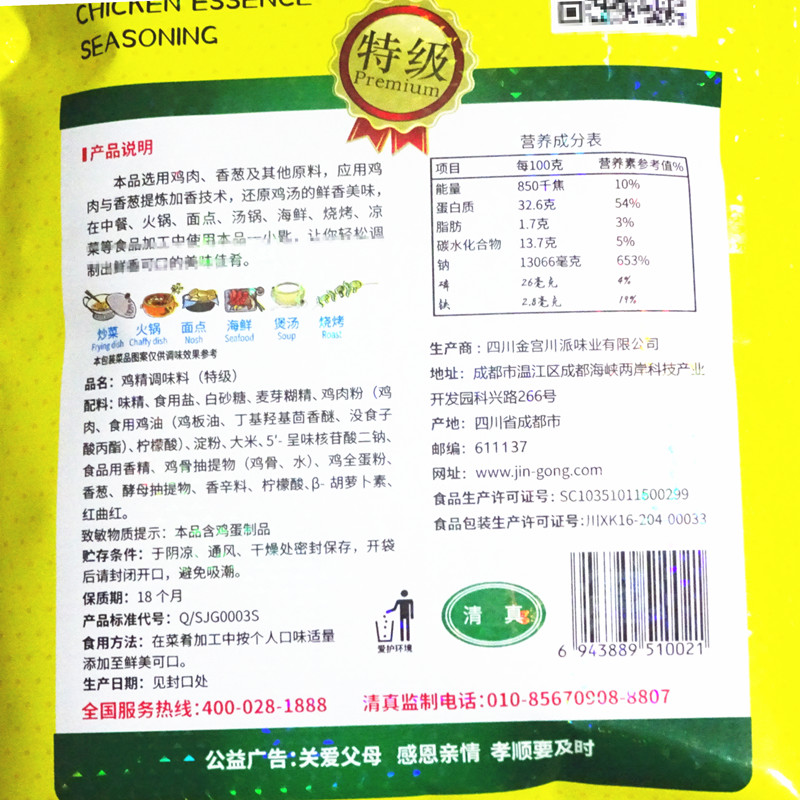 CHICKEN ESSENCE
SEASONING
特级
Premium
产品说明
本品选用鸡肉、香葱及其他原料，应用鸡
肉与香葱提炼加香技术，还原鸡汤的鲜香美味，
在中餐、火锅、面点、汤锅、海鲜、烧烤、凉
菜等食品加工中使用本品一小匙，让你轻松调
制出鲜香可口的美味佳肴。
炒菜 火锅 面点 海鲜 煲汤 烧烤
Frying dish Chaffy dish Nosh Seafood Soup Roast
本包装菜品图案仅供调味效果参考
品名：鸡精调味料（特级）
配料：味精、食用盐、白砂糖、麦芽糊精、鸡肉粉（鸡
肉、食用鸡油（鸡板油、丁基羟基茴香醚、没食子
酸丙酯）、柠檬酸）、淀粉、大米、5'- 呈味核苷酸二钠、
食品用香精、鸡骨抽提物（鸡骨、水）、鸡全蛋粉、
香葱、酵母抽提物、香辛料、柠檬酸、β- 胡萝卜素、
红曲红。
致敏物质提示：本品含鸡蛋制品
贮存条件：于阴凉、通风、干燥处密封保存，开袋
后请封闭开口，避免吸潮。
保质期：18个月
产品标准代号：Q/SJG0003S
食用方法：在菜肴加工中按个人口味适量
添加至鲜美可口。
生产日期：见封口处
营养成分表
项目 每100克 营养素参考值%
能量 850千焦 10%
蛋白质 32.6克 54%
脂肪 1.7克 3%
碳水化合物 13.7克 5%
钠 13066毫克 653%
磷 26毫克 4%
铁 2.8毫克 19%
生产商：四川金宫川派味业有限公司
地址：成都市温江区成都海峡两岸科技产业
开发园科兴路266号
产地：四川省成都市
邮编：611137
网址：www.jin-gong.com
食品生产许可证号：SC10351011500299
食品包装生产许可证号:川XK16-204 00033
爱护环境
清真
6 943889 510021
全国服务热线:400-028-1888 清真监制电话:010-85670908-8807
公益广告:关爱父母 感恩亲情 孝顺要及时